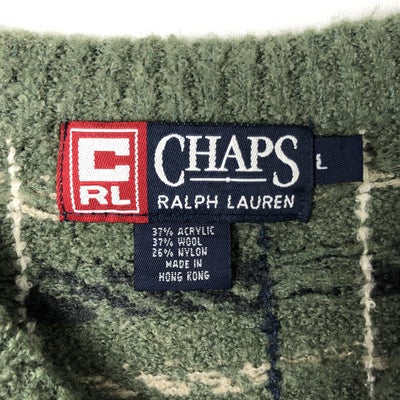 C
RL
CHAPS
RALPH LAUREN
L
37% ACRYLIC
37% WOOL
26% NYLON
MADE IN
HONG KONG